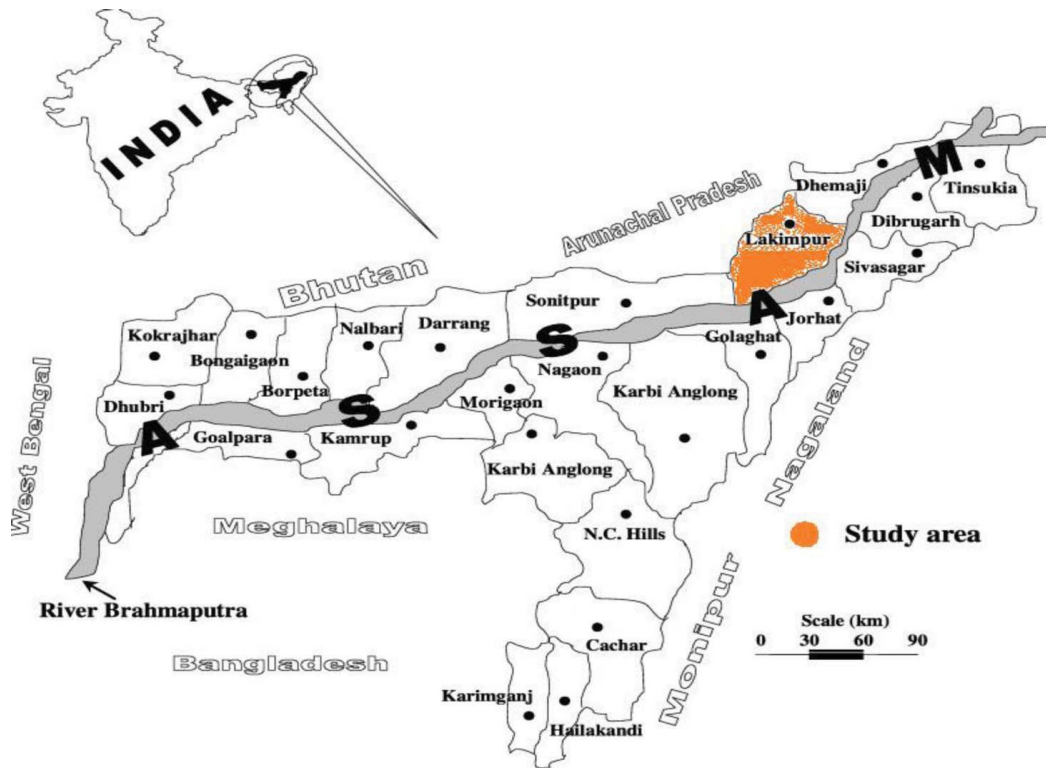 INDIA
Arunachal Pradesh
Bhutan
West Bengal
Meghalaya
Bangladesh
Nagaland
Monipur
A
S
S
A
M
Dhemaji
Tinsukia
Dibrugarh
Lakimpur
Sivasagar
Jorhat
Golaghat
Sonitpur
Nagaon
Darrang
Nalbari
Kokrajhar
Bongaigaon
Borpeta
Dhubri
Goalpara
Kamrup
Morigaon
Karbi Anglong
Karbi Anglong
N.C. Hills
Cachar
Karimganj
Hailakandi
River Brahmaputra
Study area
Scale (km)
0 30 60 90